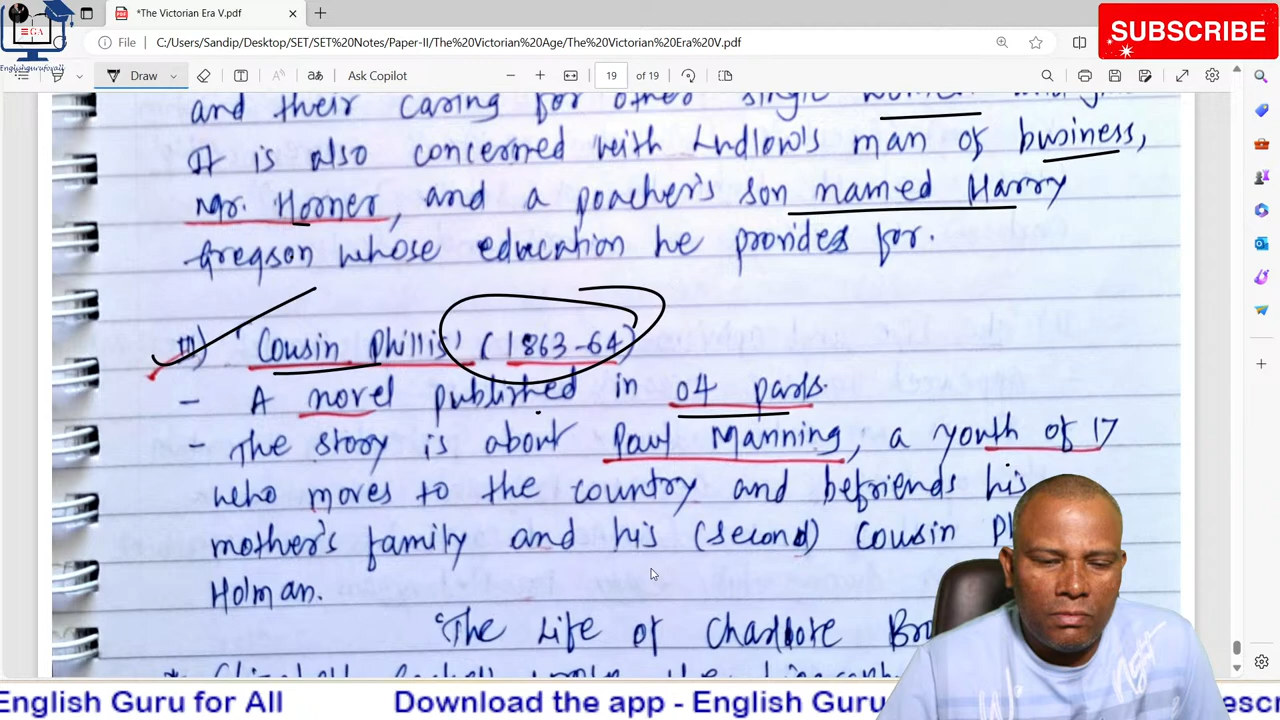 *The Victorian Era V.pdf
SUBSCRIBE
EGA
Englishguruforall
File
C:/Users/Sandip/Desktop/SET/SET%20Notes/Paper-II/The%20Victorian%20Age/The%20Victorian%20Era%20V.pdf
Draw
Ask Copilot
19 of 19
and their caring for other single women
It is also concerned with Ludlow's man of business,
Mr. Horner, and a poacher's son named Harry
Gregson whose education he provides for.
III) 'Cousin Phillis' (1863-64)
- A novel published in 04 parts.
- The story is about Paul Manning, a youth of 17
who moves to the country and befriends his
mother's family and his (second) cousin
Holman.
"The Life of Charlotte
English Guru for All Download the app - English Guru